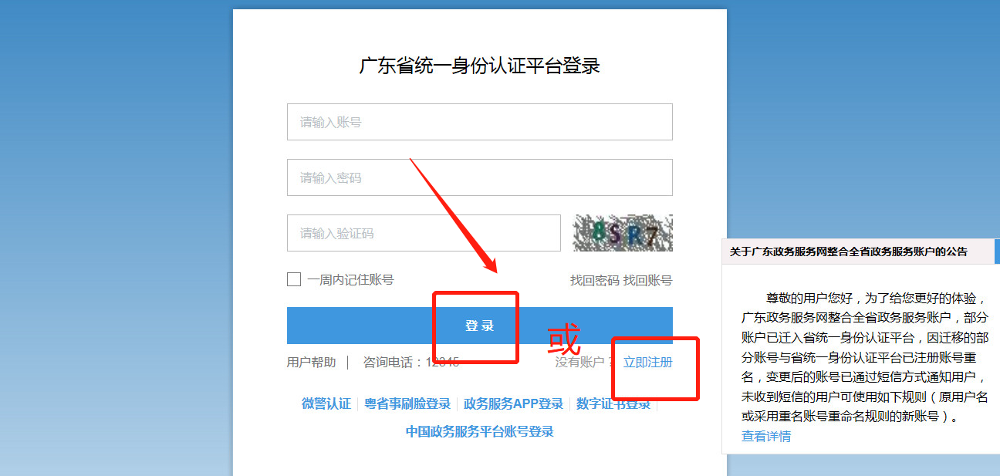 广东省统一身份认证平台登录
请输入账号
请输入密码
请输入验证码
8SR7
一周内记住账号
找回密码 找回账号
登 录
或
用户帮助 | 咨询电话：12345
没有账户？ 立即注册
微警认证 | 粤省事刷脸登录 | 政务服务APP登录 | 数字证书登录 |
中国政务服务平台账号登录
关于广东政务服务网整合全省政务服务账户的公告
尊敬的用户您好，为了给您更好的体验，
广东政务服务网整合全省政务服务账户，部分
账户已迁入省统一身份认证平台，因迁移的部
分账号与省统一身份认证平台已注册账号重
名，变更后的账号已通过短信方式通知用户，
未收到短信的用户可使用如下规则（原用户名
或采用重名账号重命名规则的新账号）。
查看详情